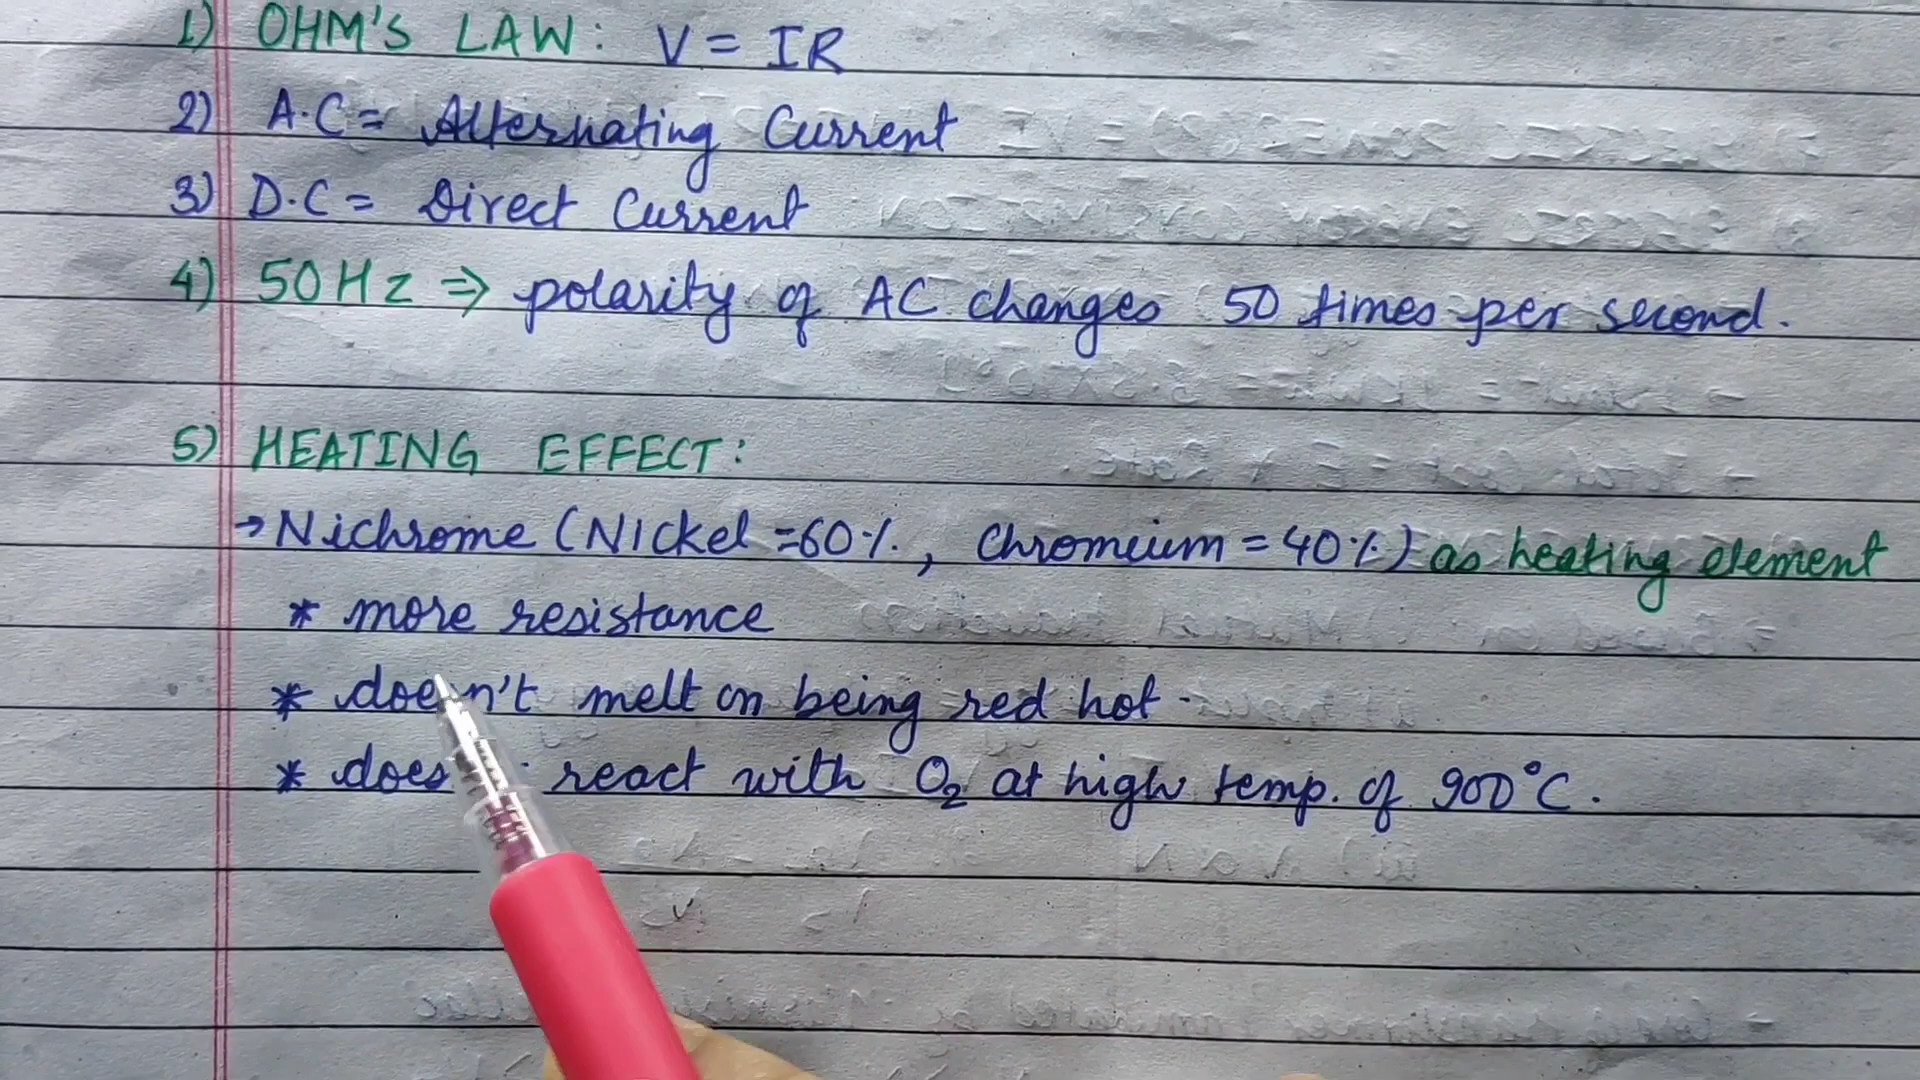 1) OHM'S LAW: V = IR
2) A.C = Alternating Current
3) D.C = Direct Current
4) 50Hz ⇒ polarity of AC changes 50 times per second.
5) HEATING EFFECT:
→ Nichrome (NIckel = 60%, Chromium = 40%) as heating element
* more resistance
* doesn't melt on being red hot.
* does react with O₂ at high temp. of 900°C.